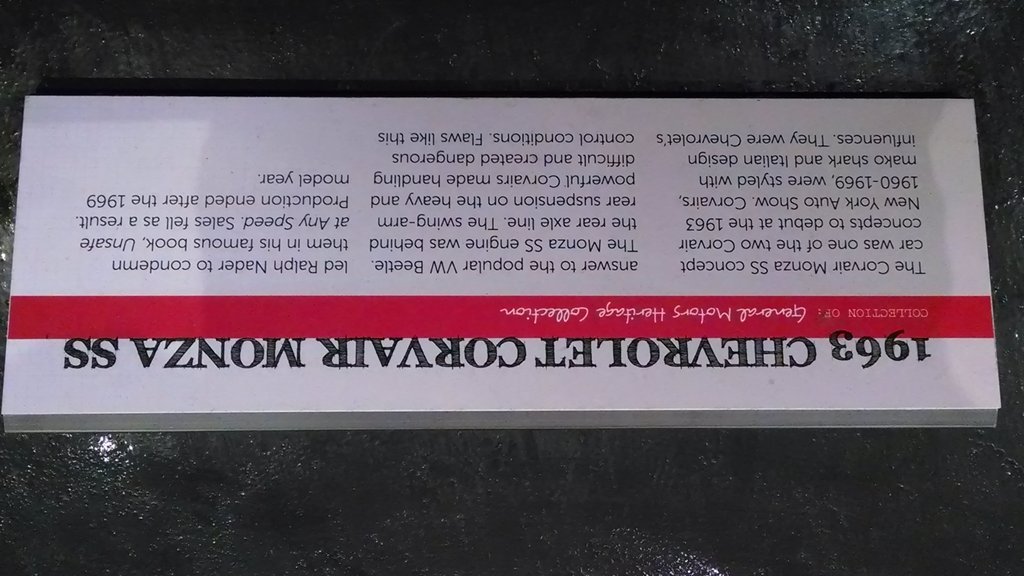 1963 CHEVROLET CORVAIR MONZA SS
COLLECTION OF: General Motors Heritage Collection
The Corvair Monza SS concept
car was one of the two Corvair
concepts to debut at the 1963
New York Auto Show. Corvairs,
1960-1969, were styled with
mako shark and Italian design
influences. They were Chevrolet's
answer to the popular VW Beetle.
The Monza SS engine was behind
the rear axle line. The swing-arm
rear suspension on the heavy and
powerful Corvairs made handling
difficult and created dangerous
control conditions. Flaws like this
led Ralph Nader to condemn
them in his famous book, Unsafe
at Any Speed. Sales fell as a result.
Production ended after the 1969
model year.